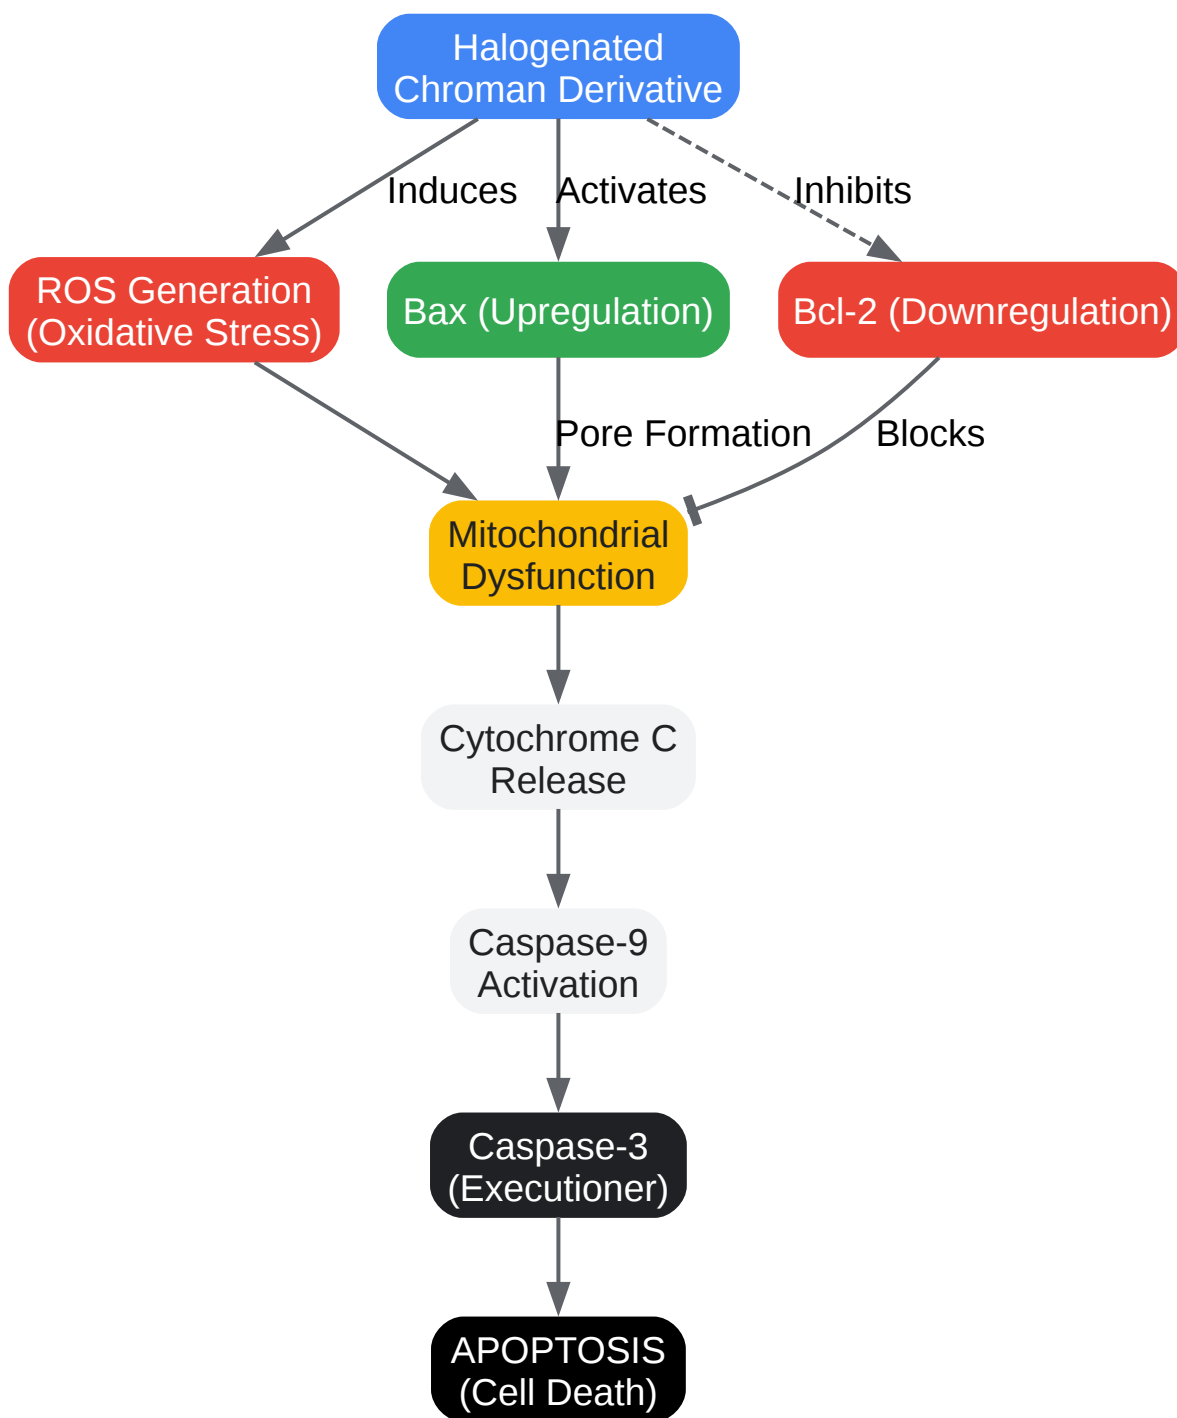 Halogenated
Chroman Derivative
Induces
Activates
Inhibits
ROS Generation
(Oxidative Stress)
Bax (Upregulation)
Bcl-2 (Downregulation)
Pore Formation
Blocks
Mitochondrial
Dysfunction
Cytochrome C
Release
Caspase-9
Activation
Caspase-3
(Executioner)
APOPTOSIS
(Cell Death)